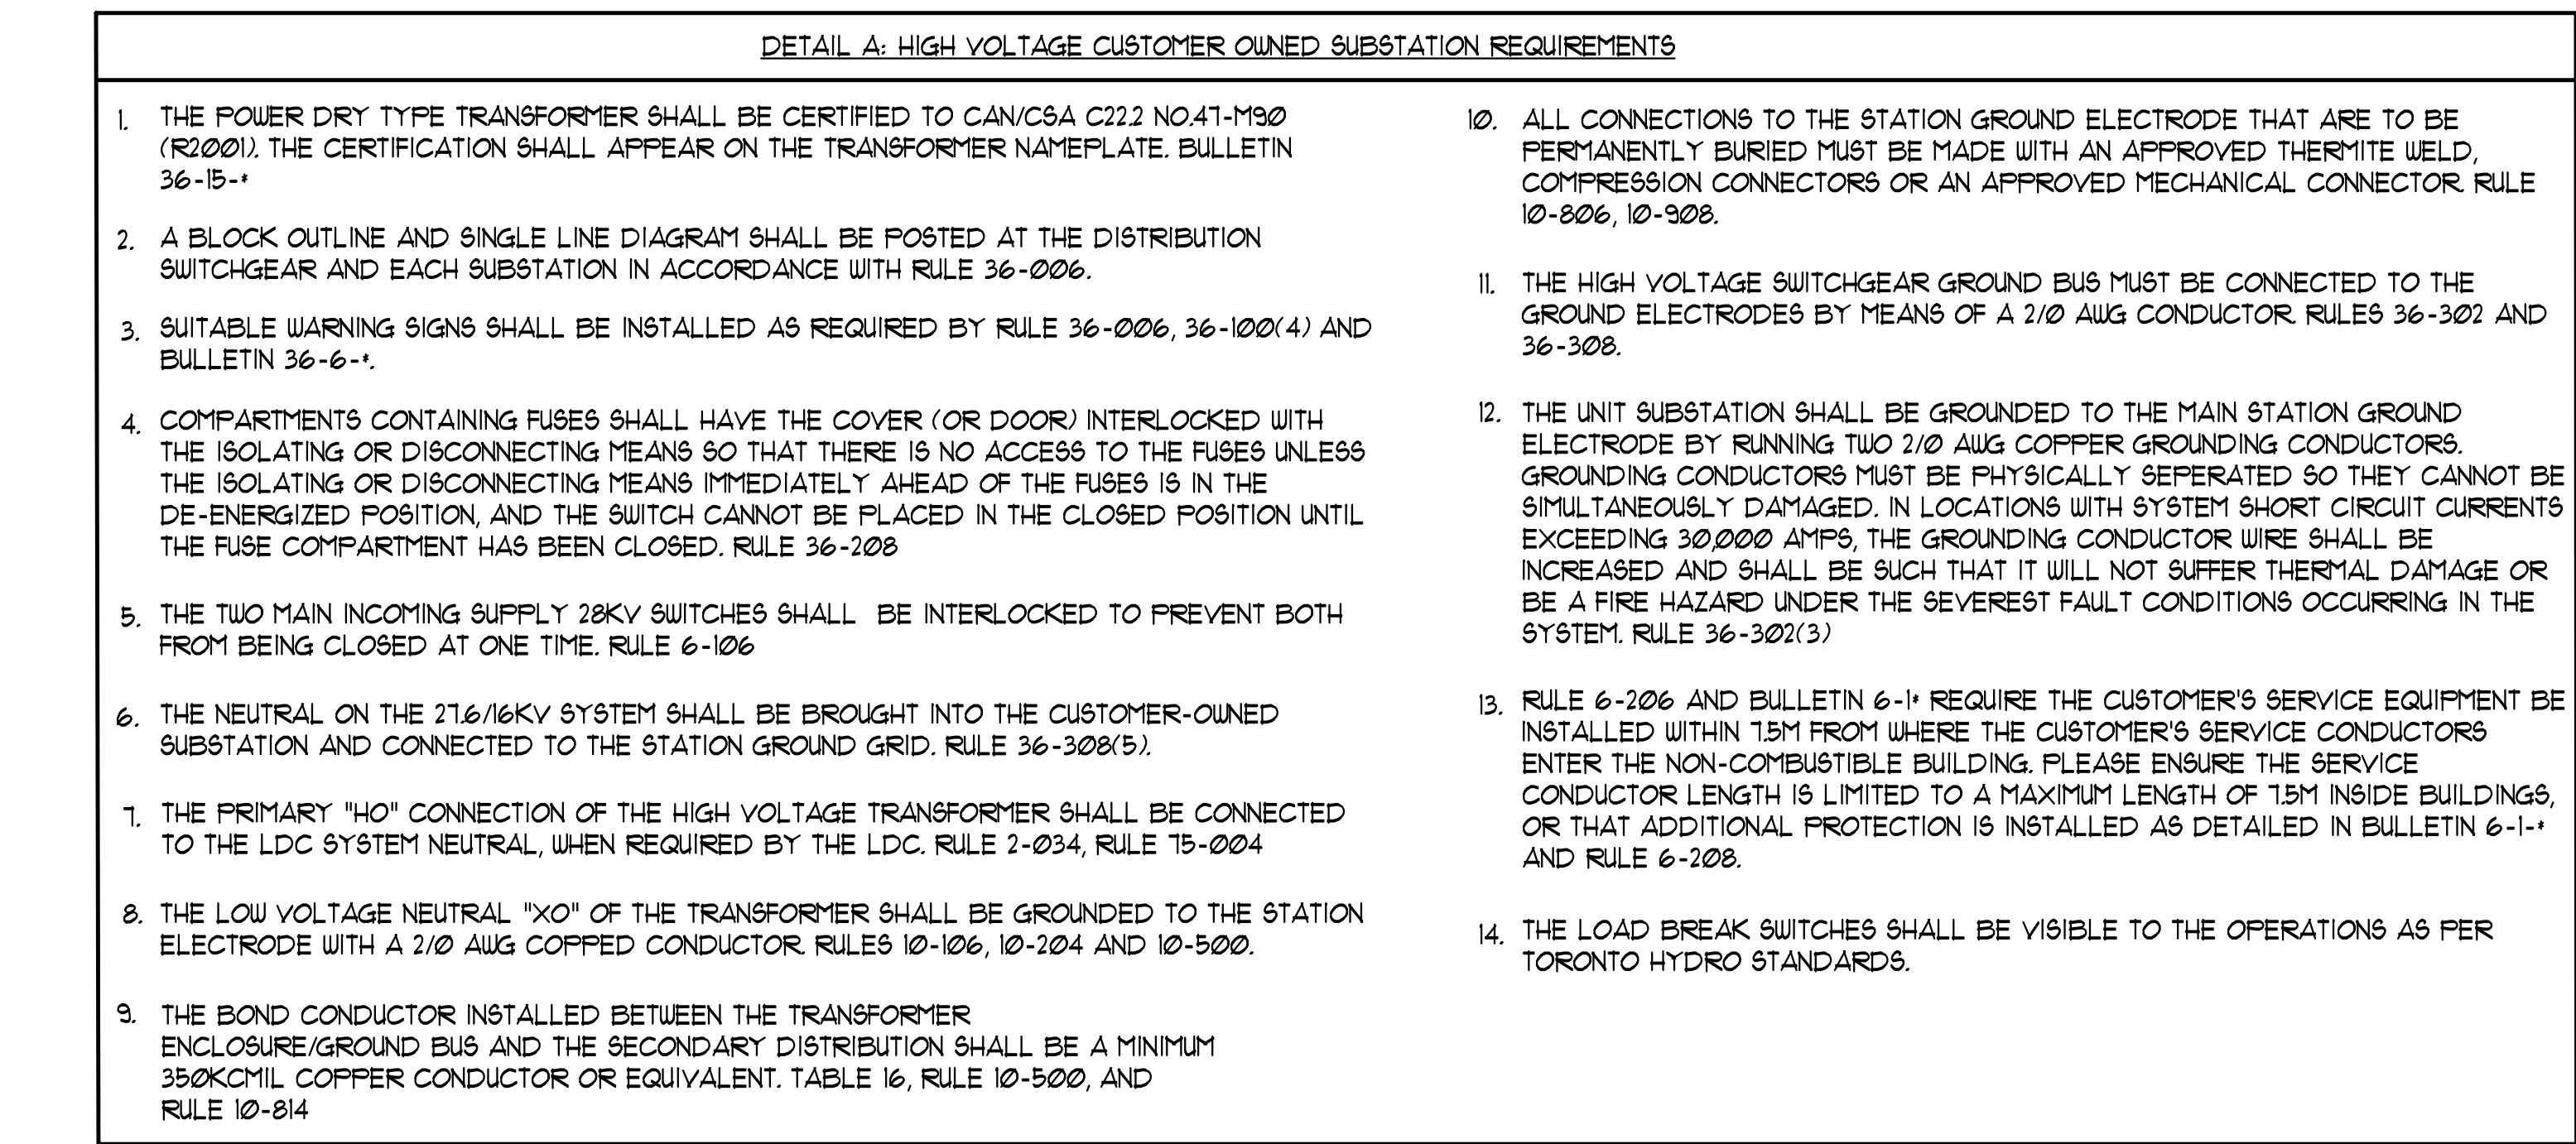 DETAIL A: HIGH VOLTAGE CUSTOMER OWNED SUBSTATION REQUIREMENTS
1. THE POWER DRY TYPE TRANSFORMER SHALL BE CERTIFIED TO CAN/CSA C22.2 NO.47-M90
(R2001). THE CERTIFICATION SHALL APPEAR ON THE TRANSFORMER NAMEPLATE. BULLETIN
36-15-*
2. A BLOCK OUTLINE AND SINGLE LINE DIAGRAM SHALL BE POSTED AT THE DISTRIBUTION
SWITCHGEAR AND EACH SUBSTATION IN ACCORDANCE WITH RULE 36-006.
3. SUITABLE WARNING SIGNS SHALL BE INSTALLED AS REQUIRED BY RULE 36-006, 36-100(4) AND
BULLETIN 36-6-*.
4. COMPARTMENTS CONTAINING FUSES SHALL HAVE THE COVER (OR DOOR) INTERLOCKED WITH
THE ISOLATING OR DISCONNECTING MEANS SO THAT THERE IS NO ACCESS TO THE FUSES UNLESS
THE ISOLATING OR DISCONNECTING MEANS IMMEDIATELY AHEAD OF THE FUSES IS IN THE
DE-ENERGIZED POSITION, AND THE SWITCH CANNOT BE PLACED IN THE CLOSED POSITION UNTIL
THE FUSE COMPARTMENT HAS BEEN CLOSED. RULE 36-208
5. THE TWO MAIN INCOMING SUPPLY 28KV SWITCHES SHALL BE INTERLOCKED TO PREVENT BOTH
FROM BEING CLOSED AT ONE TIME. RULE 6-106
6. THE NEUTRAL ON THE 27.6/16KV SYSTEM SHALL BE BROUGHT INTO THE CUSTOMER-OWNED
SUBSTATION AND CONNECTED TO THE STATION GROUND GRID. RULE 36-308(5).
7. THE PRIMARY "HO" CONNECTION OF THE HIGH VOLTAGE TRANSFORMER SHALL BE CONNECTED
TO THE LDC SYSTEM NEUTRAL, WHEN REQUIRED BY THE LDC. RULE 2-034, RULE 75-004
8. THE LOW VOLTAGE NEUTRAL "XO" OF THE TRANSFORMER SHALL BE GROUNDED TO THE STATION
ELECTRODE WITH A 2/0 AWG COPPED CONDUCTOR. RULES 10-106, 10-204 AND 10-500.
9. THE BOND CONDUCTOR INSTALLED BETWEEN THE TRANSFORMER
ENCLOSURE/GROUND BUS AND THE SECONDARY DISTRIBUTION SHALL BE A MINIMUM
350KCMIL COPPER CONDUCTOR OR EQUIVALENT. TABLE 16, RULE 10-500, AND
RULE 10-814
10. ALL CONNECTIONS TO THE STATION GROUND ELECTRODE THAT ARE TO BE
PERMANENTLY BURIED MUST BE MADE WITH AN APPROVED THERMITE WELD,
COMPRESSION CONNECTORS OR AN APPROVED MECHANICAL CONNECTOR. RULE
10-806, 10-908.
11. THE HIGH VOLTAGE SWITCHGEAR GROUND BUS MUST BE CONNECTED TO THE
GROUND ELECTRODES BY MEANS OF A 2/0 AWG CONDUCTOR. RULES 36-302 AND
36-308.
12. THE UNIT SUBSTATION SHALL BE GROUNDED TO THE MAIN STATION GROUND
ELECTRODE BY RUNNING TWO 2/0 AWG COPPER GROUNDING CONDUCTORS.
GROUNDING CONDUCTORS MUST BE PHYSICALLY SEPERATED SO THEY CANNOT BE
SIMULTANEOUSLY DAMAGED. IN LOCATIONS WITH SYSTEM SHORT CIRCUIT CURRENTS
EXCEEDING 30,000 AMPS, THE GROUNDING CONDUCTOR WIRE SHALL BE
INCREASED AND SHALL BE SUCH THAT IT WILL NOT SUFFER THERMAL DAMAGE OR
BE A FIRE HAZARD UNDER THE SEVEREST FAULT CONDITIONS OCCURRING IN THE
SYSTEM. RULE 36-302(3)
13. RULE 6-206 AND BULLETIN 6-1* REQUIRE THE CUSTOMER'S SERVICE EQUIPMENT BE
INSTALLED WITHIN 7.5M FROM WHERE THE CUSTOMER'S SERVICE CONDUCTORS
ENTER THE NON-COMBUSTIBLE BUILDING. PLEASE ENSURE THE SERVICE
CONDUCTOR LENGTH IS LIMITED TO A MAXIMUM LENGTH OF 7.5M INSIDE BUILDINGS,
OR THAT ADDITIONAL PROTECTION IS INSTALLED AS DETAILED IN BULLETIN 6-1-*
AND RULE 6-208.
14. THE LOAD BREAK SWITCHES SHALL BE VISIBLE TO THE OPERATIONS AS PER
TORONTO HYDRO STANDARDS.